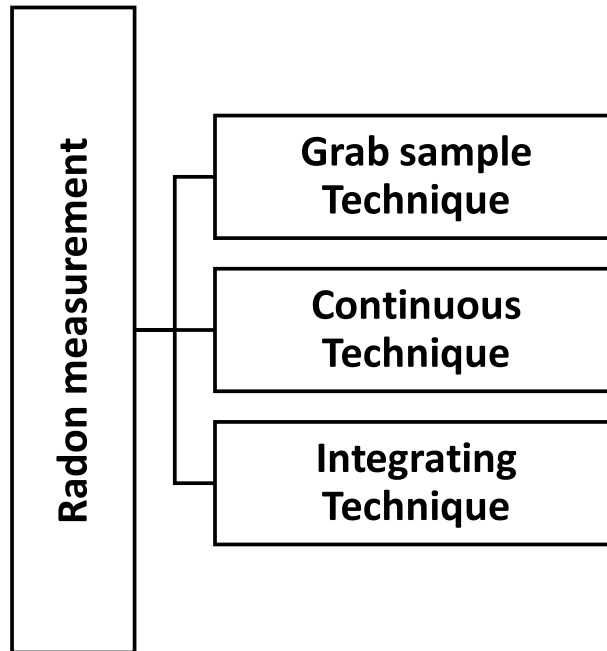 Radon measurement
Grab sample
Technique
Continuous
Technique
Integrating
Technique